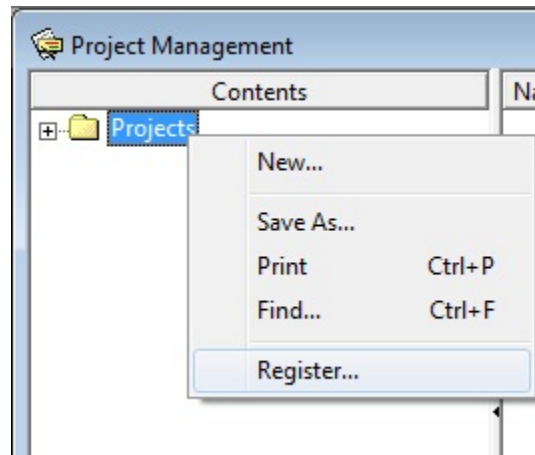 Project Management
Contents
Projects
New...
Save As...
Print Ctrl+P
Find... Ctrl+F
Register...